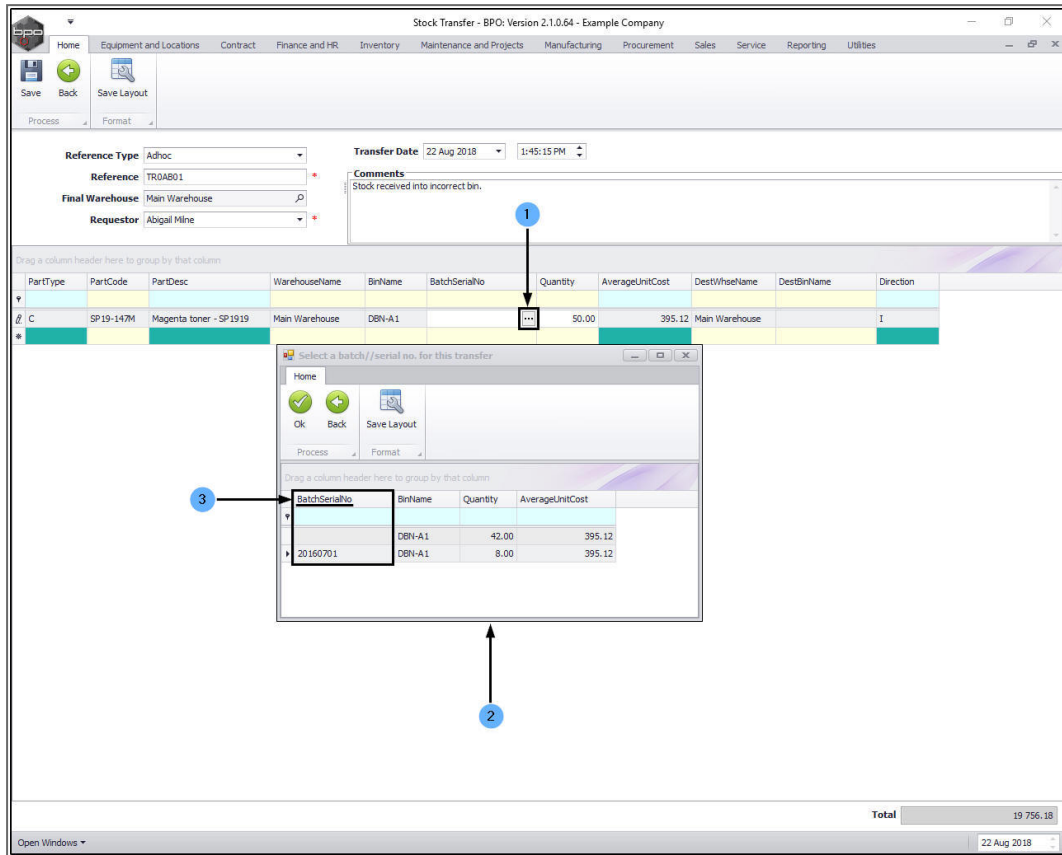 Stock Transfer - BPO: Version 2.1.0.64 - Example Company
bpo
Home Equipment and Locations Contract Finance and HR Inventory Maintenance and Projects Manufacturing Procurement Sales Service Reporting Utilities
Save Back Save Layout
Process Format
Reference Type Adhoc Transfer Date 22 Aug 2018 1:45:15 PM
Reference TR0AB01 * Comments
Stock received into incorrect bin.
Final Warehouse Main Warehouse
Requestor Abigail Milne *
1
Drag a column header here to group by that column
PartType PartCode PartDesc WarehouseName BinName BatchSerialNo Quantity AverageUnitCost DestWhseName DestBinName Direction
C SP19-147M Magenta toner - SP1919 Main Warehouse DBN-A1 ... 50.00 395.12 Main Warehouse I
*
Select a batch//serial no. for this transfer
Home
Ok Back Save Layout
Process Format
Drag a column header here to group by that column
3
BatchSerialNo BinName Quantity AverageUnitCost
DBN-A1 42.00 395.12
20160701 DBN-A1 8.00 395.12
2
Total 19 756.18
Open Windows 22 Aug 2018